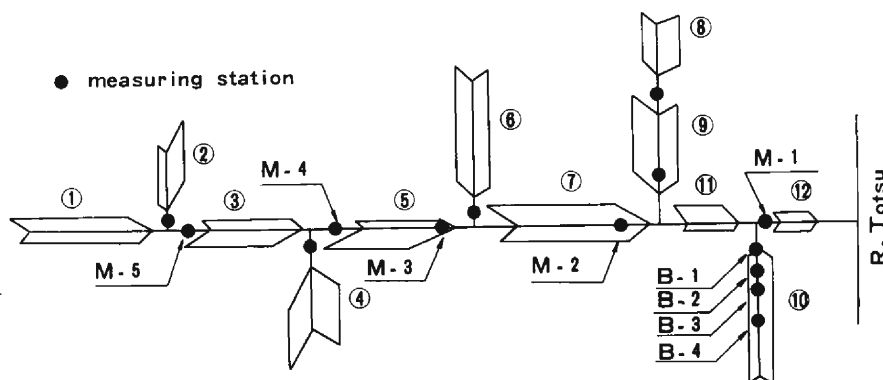 ⑧
● measuring station
②
⑥
⑨
M-4
M-1
①
③
⑤
⑦
⑪
⑫
M-5
M-3
M-2
④
B-1
B-2
B-3
B-4
⑩
R. Totsu